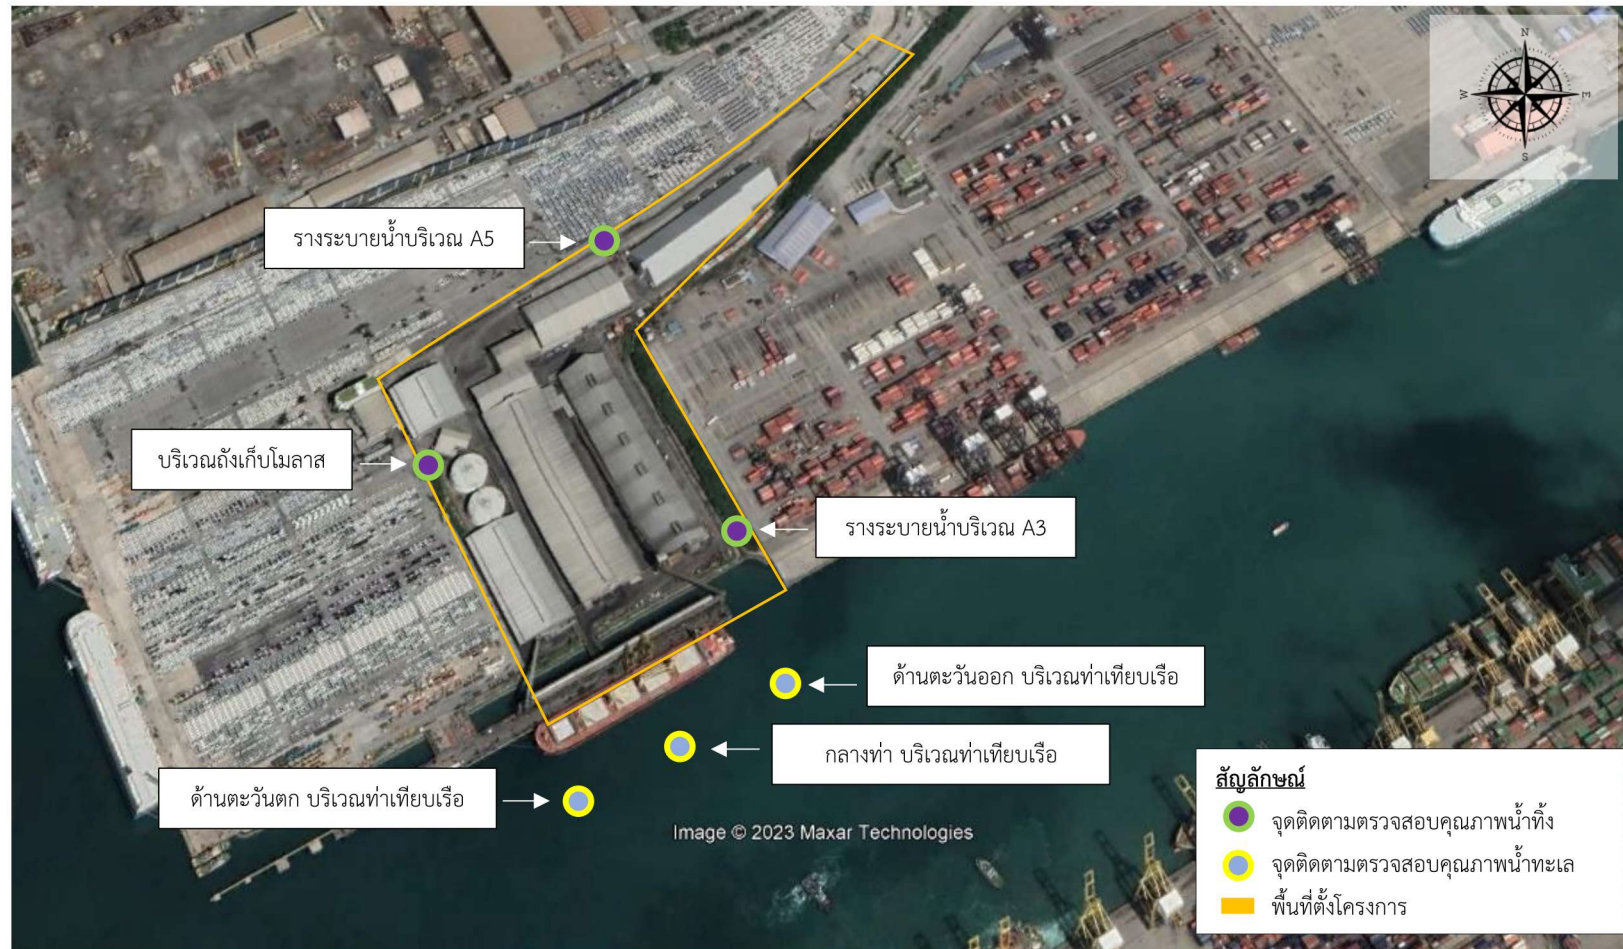 N
W
E
S
รางระบายน้ำบริเวณ A5
บริเวณถังเก็บโมลาส
รางระบายน้ำบริเวณ A3
ด้านตะวันออก บริเวณท่าเทียบเรือ
กลางท่า บริเวณท่าเทียบเรือ
ด้านตะวันตก บริเวณท่าเทียบเรือ
Image © 2023 Maxar Technologies
สัญลักษณ์
จุดติดตามตรวจสอบคุณภาพน้ำทิ้ง
จุดติดตามตรวจสอบคุณภาพน้ำทะเล
พื้นที่ตั้งโครงการ